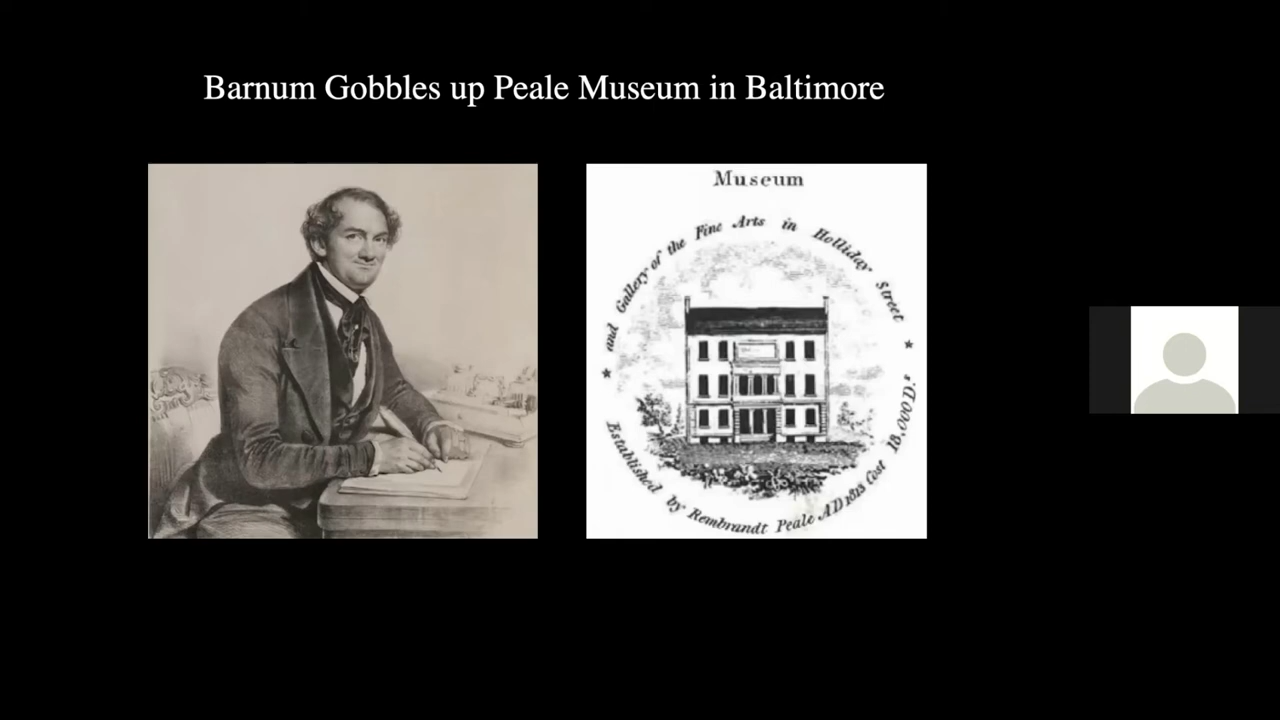 Barnum Gobbles up Peale Museum in Baltimore
Museum
and Gallery of the Fine Arts in Holliday Street
Established by Rembrandt Peale AD 1813 Cost 18,000 D.s